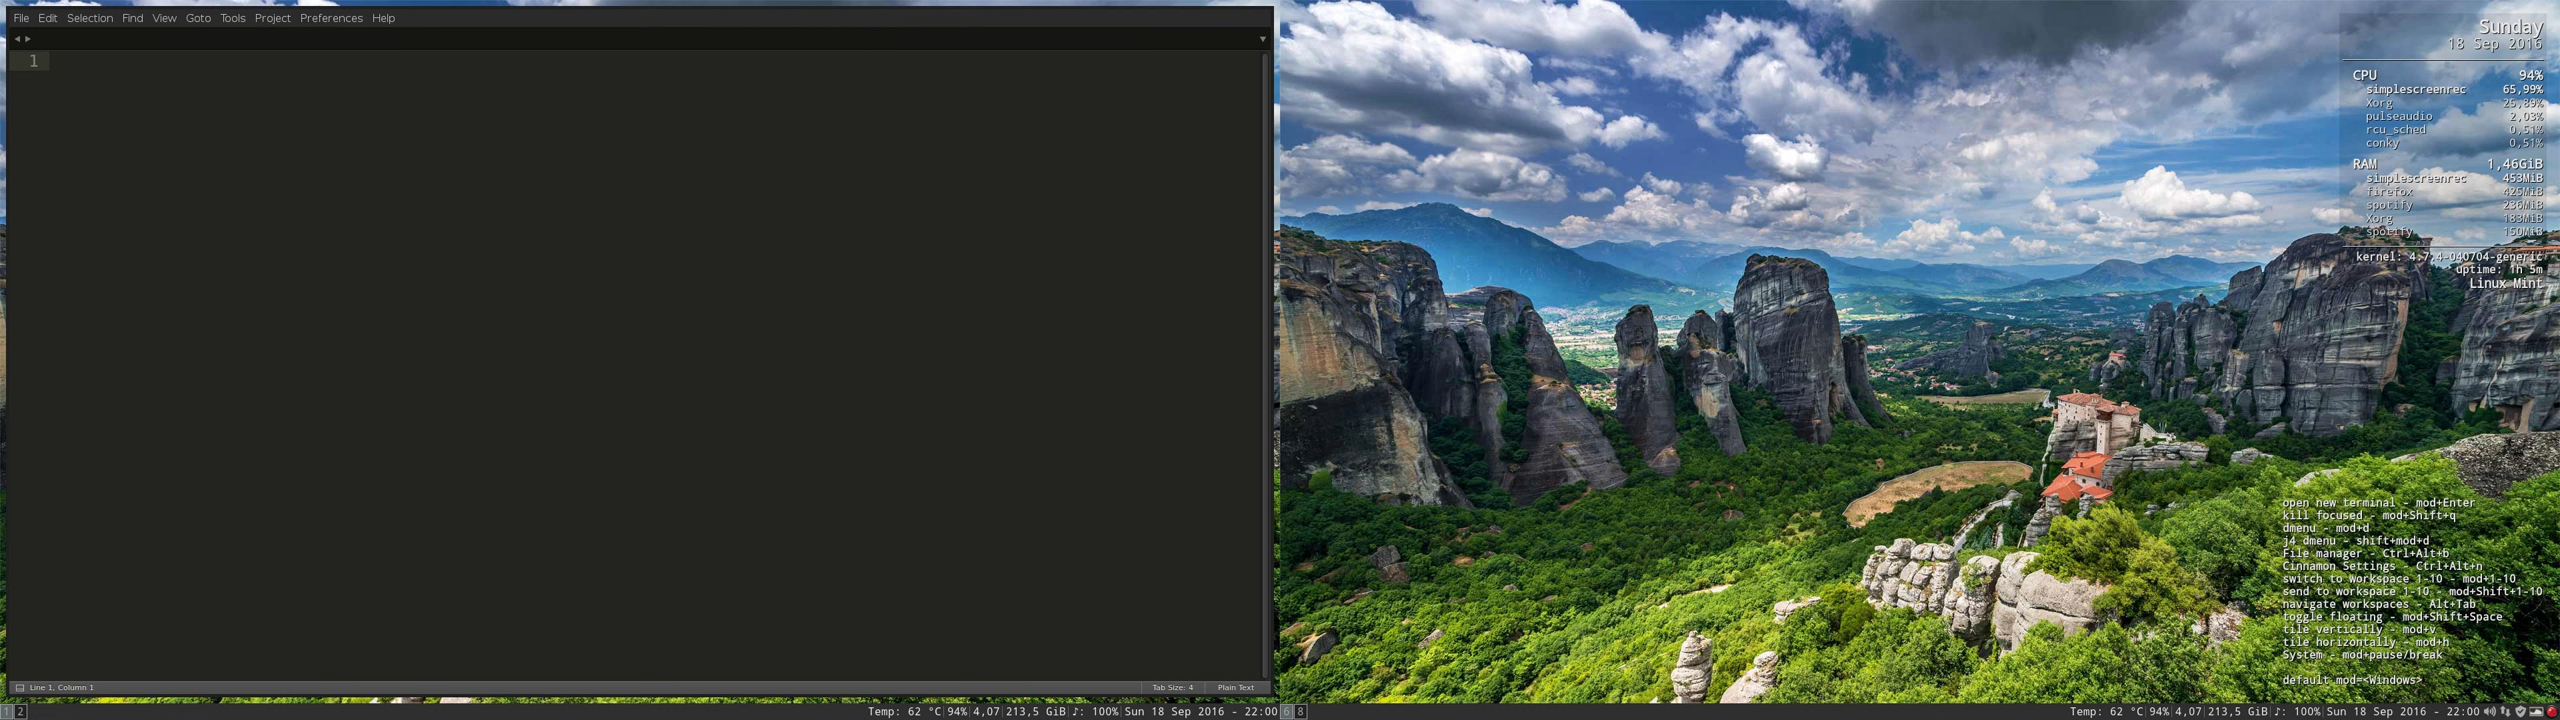 File Edit Selection Find View Goto Tools Project Preferences Help
1
Line 1, Column 1
Tab Size: 4
Plain Text
1 2
Temp: 62 °C|94%|4,07|213,5 GiB|♪: 100%|Sun 18 Sep 2016 - 22:00
Sunday
18 Sep 2016
CPU 94%
simplescreenrec 65,99%
Xorg 25,89%
pulseaudio 2,03%
rcu_sched 0,51%
conky 0,51%
RAM 1,46GiB
simplescreenrec 453MiB
firefox 425MiB
spotify 236MiB
Xorg 183MiB
spotify 150MiB
kernel: 4.7.4-040704-generic
uptime: 1h 5m
Linux Mint
open new terminal - mod+Enter
kill focused - mod+Shift+q
dmenu - mod+d
j4 dmenu - shift+mod+d
File manager - Ctrl+Alt+b
Cinnamon Settings - Ctrl+Alt+n
switch to workspace 1-10 - mod+1-10
send to workspace 1-10 - mod+Shift+1-10
navigate workspaces - Alt+Tab
toggle floating - mod+Shift+Space
tile vertically - mod+v
tile horizontally - mod+h
System - mod+pause/break
default mod=<Windows>
6 8
Temp: 62 °C|94%|4,07|213,5 GiB|♪: 100%|Sun 18 Sep 2016 - 22:00